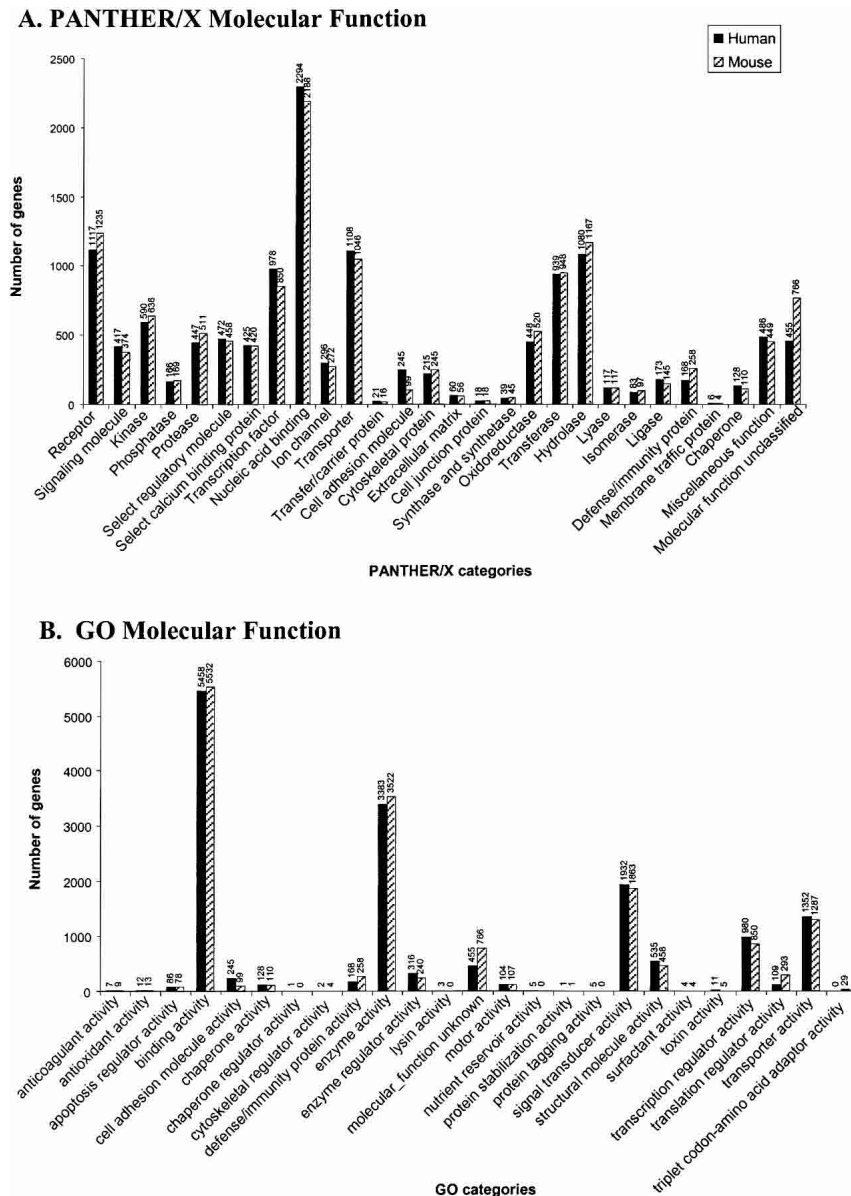 A. PANTHER/X Molecular Function
Human
Mouse
Number of genes
2500
2000
1500
1000
500
0
1117 1235
417 374
590 636
166 169
447 511
472 458
425 420
978 850
2294 2188
296 272
1108 1046
21 16
245 99
215 245
60 56
18 18
39 45
448 520
939 948
1080 1167
117 117
83 97
173 145
168 258
6 4
128 110
486 449
455 766
Receptor
Signaling molecule
Kinase
Phosphatase
Protease
Select regulatory molecule
Select calcium binding protein
Transcription factor
Nucleic acid binding
Ion channel
Transporter
Transfer/carrier protein
Cell adhesion molecule
Cytoskeletal protein
Extracellular matrix
Cell junction protein
Synthase and synthetase
Oxidoreductase
Transferase
Hydrolase
Lyase
Isomerase
Ligase
Defense/immunity protein
Membrane traffic protein
Chaperone
Miscellaneous function
Molecular function unclassified
PANTHER/X categories
B. GO Molecular Function
Number of genes
6000
5000
4000
3000
2000
1000
0
7 9
12 13
86 78
5458 5532
245 99
128 110
1 0
2 4
168 258
3383 3522
316 240
3 0
455 766
104 107
5 0
1 1
5 0
1932 1863
535 458
4 4
11 5
980 850
109 293
1352 1287
0 29
anticoagulant activity
antioxidant activity
apoptosis regulator activity
binding activity
cell adhesion molecule activity
chaperone activity
chaperone regulator activity
cytoskeletal regulator activity
defense/immunity protein activity
enzyme activity
enzyme regulator activity
lysin activity
molecular_function unknown
motor activity
nutrient reservoir activity
protein stabilization activity
protein tagging activity
signal transducer activity
structural molecule activity
surfactant activity
toxin activity
transcription regulator activity
translation regulator activity
transporter activity
triplet codon-amino acid adaptor activity
GO categories